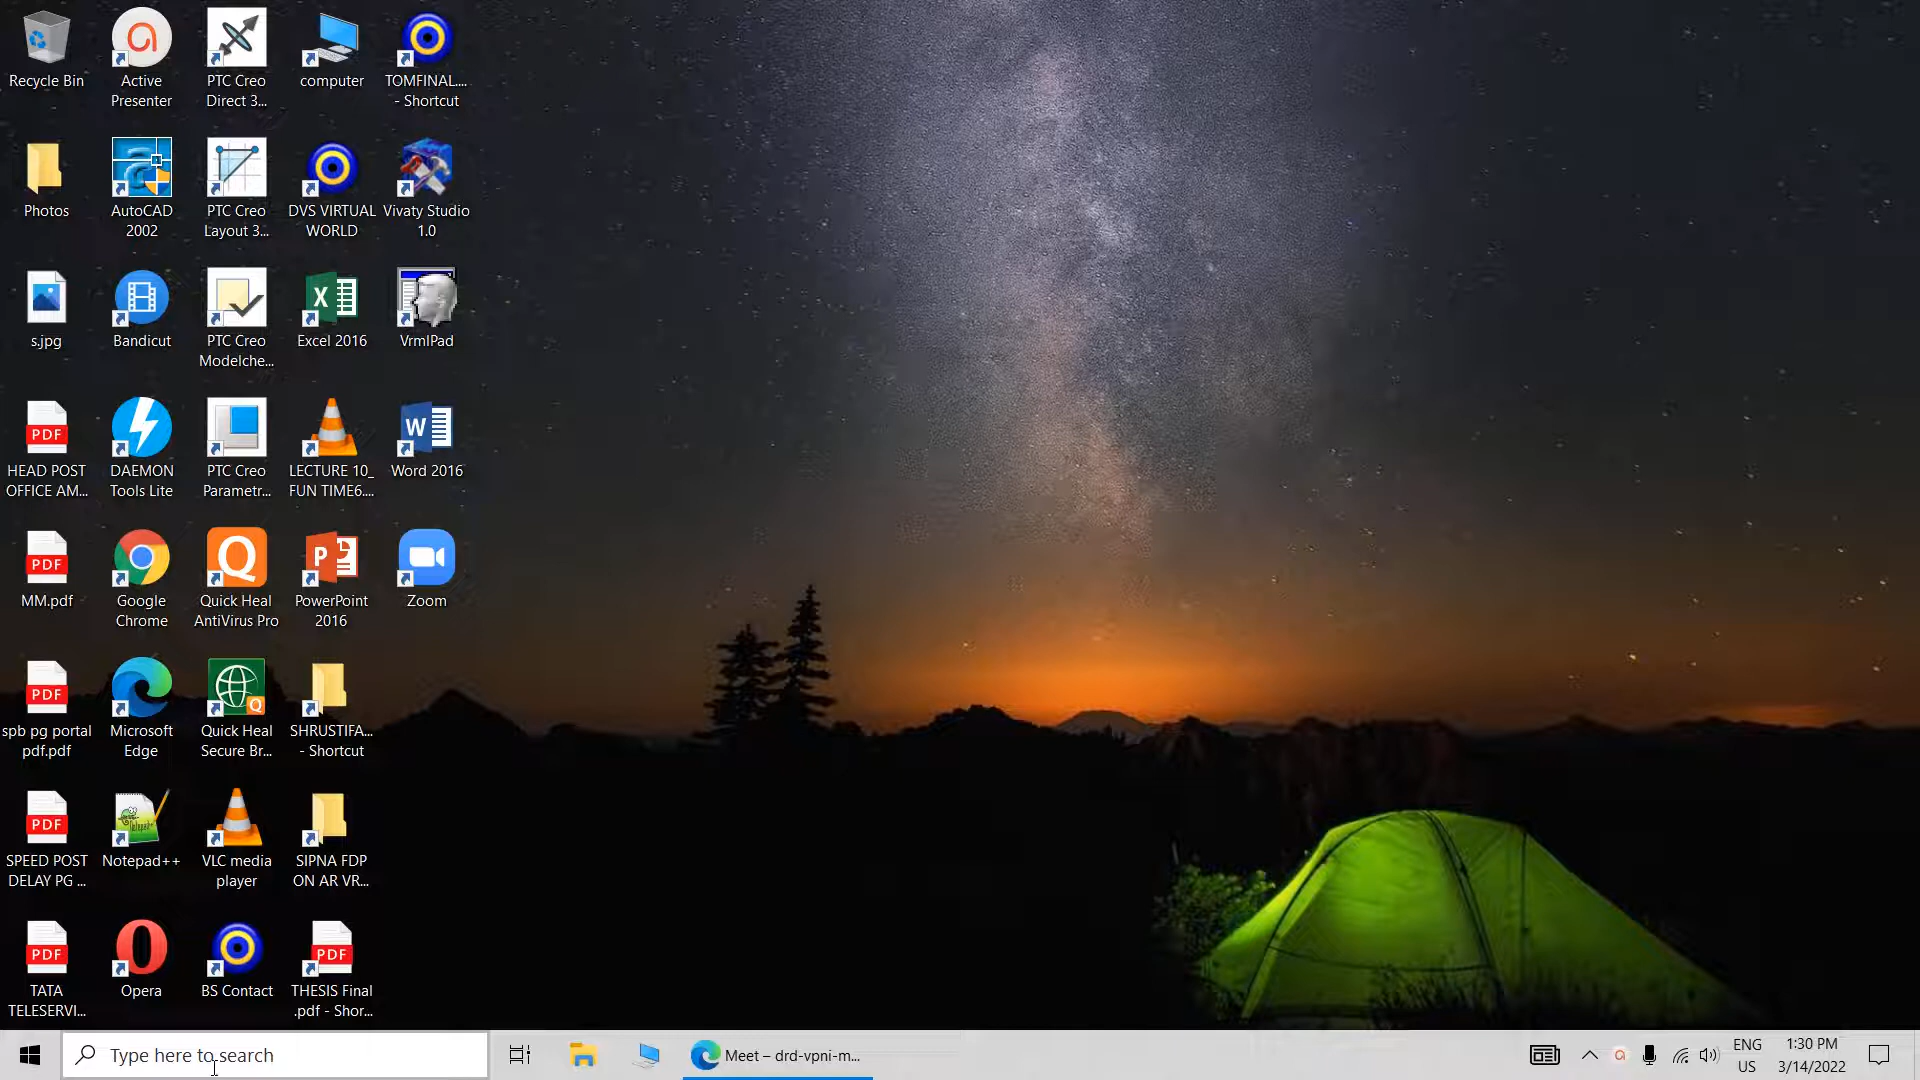 Recycle Bin
Active
Presenter
PTC Creo
Direct 3...
computer
TOMFINAL....
- Shortcut
Photos
AutoCAD
2002
PTC Creo
Layout 3...
DVS VIRTUAL
WORLD
Vivaty Studio
1.0
s.jpg
Bandicut
PTC Creo
Modelche...
Excel 2016
VrmlPad
HEAD POST
OFFICE AM...
DAEMON
Tools Lite
PTC Creo
Parametr...
LECTURE 10_
FUN TIME6....
Word 2016
MM.pdf
Google
Chrome
Quick Heal
AntiVirus Pro
PowerPoint
2016
Zoom
spb pg portal
pdf.pdf
Microsoft
Edge
Quick Heal
Secure Br...
SHRUSTIFA...
- Shortcut
SPEED POST
DELAY PG ...
Notepad++
VLC media
player
SIPNA FDP
ON AR VR...
TATA
TELESERVI...
Opera
BS Contact
THESIS Final
.pdf - Shor...
Type here to search
Meet – drd-vpni-m...
ENG
US
1:30 PM
3/14/2022